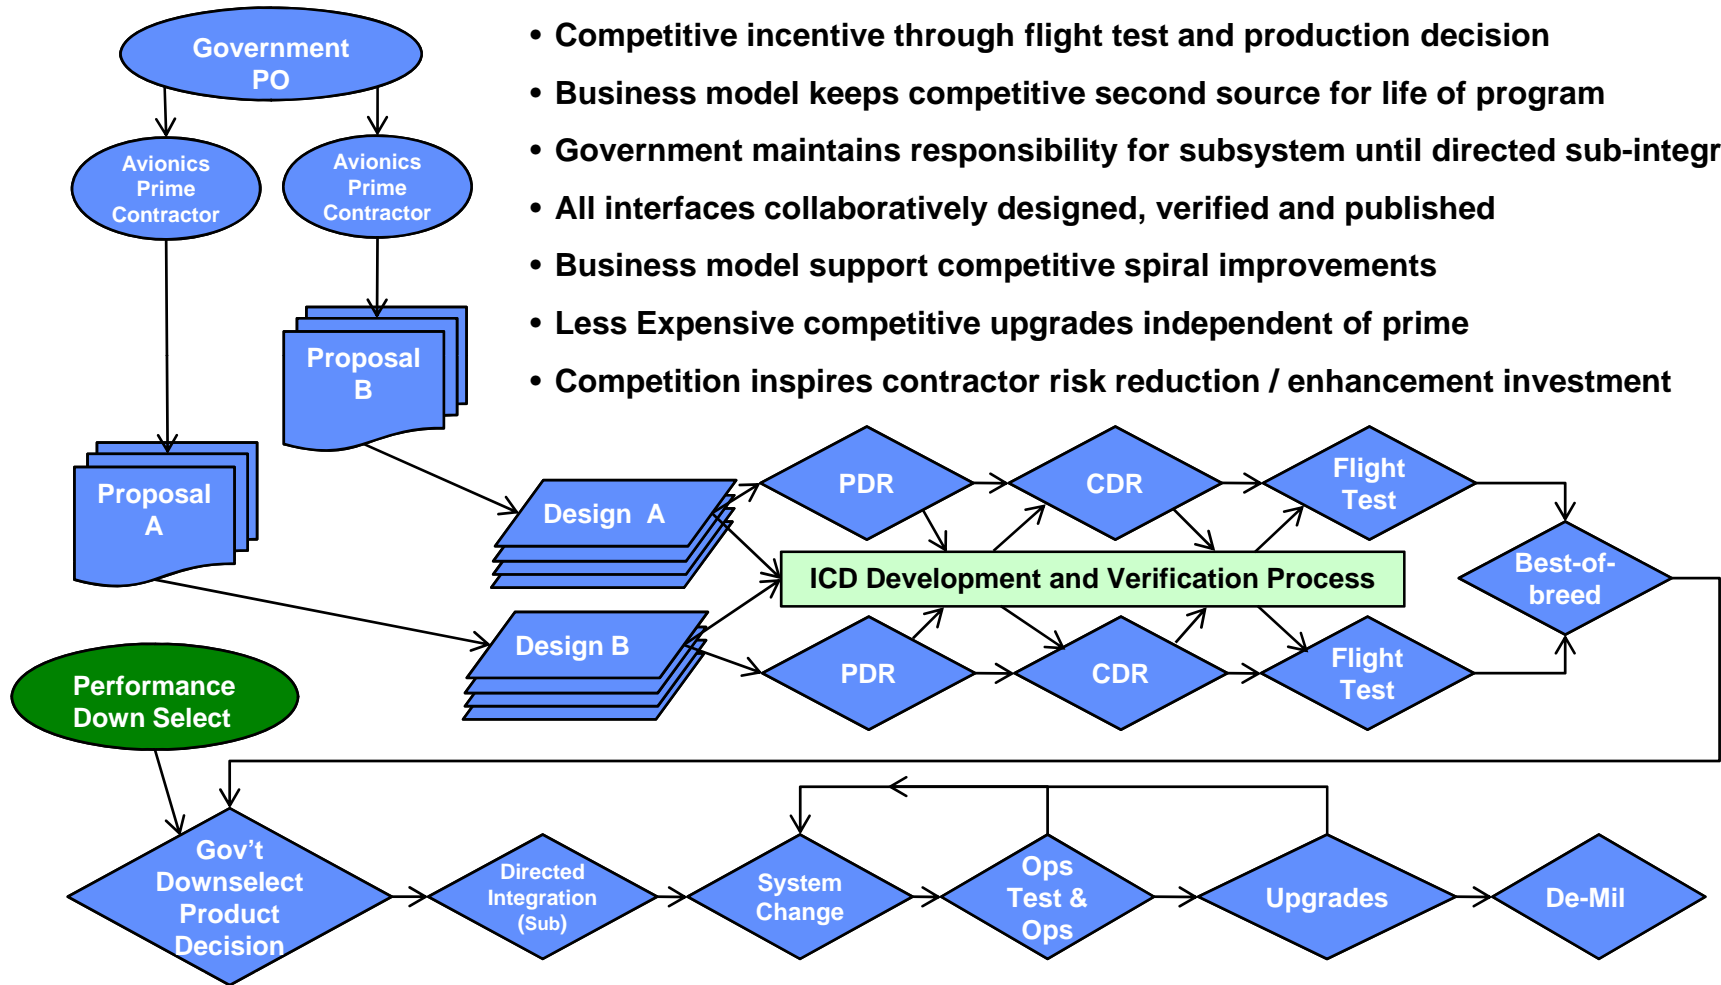 Government
PO
• Competitive incentive through flight test and production decision
• Business model keeps competitive second source for life of program
• Government maintains responsibility for subsystem until directed sub-integr
• All interfaces collaboratively designed, verified and published
• Business model support competitive spiral improvements
• Less Expensive competitive upgrades independent of prime
• Competition inspires contractor risk reduction / enhancement investment
Avionics
Prime
Contractor
Avionics
Prime
Contractor
Proposal
B
Proposal
A
Design A
PDR
CDR
Flight
Test
ICD Development and Verification Process
Best-of-
breed
Design B
PDR
CDR
Flight
Test
Performance
Down Select
Gov't
Downselect
Product
Decision
Directed
Integration
(Sub)
System
Change
Ops
Test &
Ops
Upgrades
De-Mil